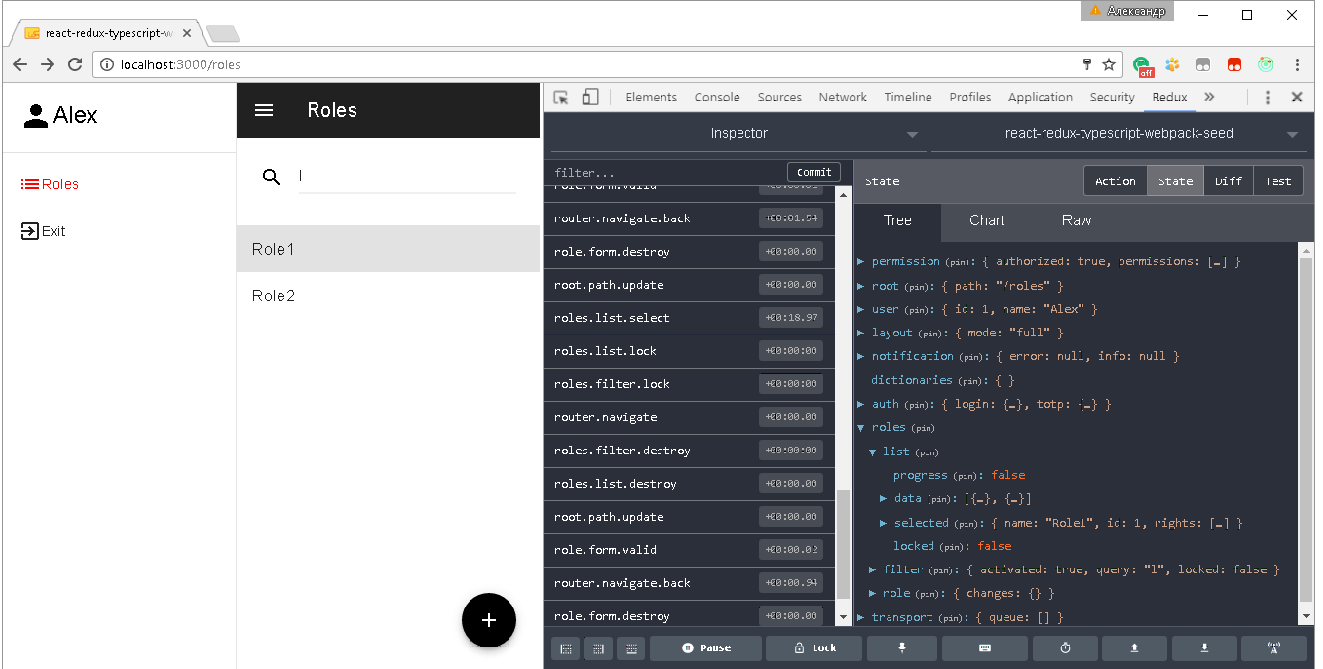 Александр
react-redux-typescript-w
localhost:3000/roles
off
Alex
Roles
Exit
Roles
l
Role1
Role2
+
Elements Console Sources Network Timeline Profiles Application Security Redux
Inspector
react-redux-typescript-webpack-seed
filter...
Commit
role.form.valid
router.navigate.back +00:01.94
role.form.destroy +00:00.00
root.path.update +00:00.00
roles.list.select +00:18.97
roles.list.lock +00:00:00
roles.filter.lock +00:00:00
router.navigate +00:00.00
roles.filter.destroy +00:00:00
roles.list.destroy +00:00.00
root.path.update +00:00.00
role.form.valid +00:00.02
router.navigate.back +00:00.94
role.form.destroy +00:00.00
State
Action State Diff Test
Tree Chart Raw
permission (pin): { authorized: true, permissions: […] }
root (pin): { path: "/roles" }
user (pin): { id: 1, name: "Alex" }
layout (pin): { mode: "full" }
notification (pin): { error: null, info: null }
dictionaries (pin): { }
auth (pin): { login: {…}, totp: {…} }
roles (pin)
list (pin)
progress (pin): false
data (pin): [{…}, {…}]
selected (pin): { name: "Role1", id: 1, rights: […] }
locked (pin): false
filter (pin): { activated: true, query: "l", locked: false }
role (pin): { changes: {} }
transport (pin): { queue: [] }
Pause
Lock